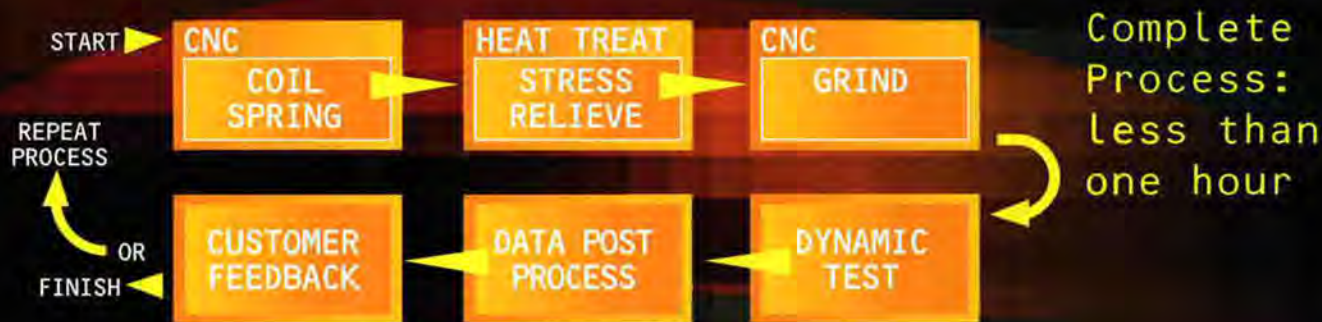 START
CNC
COIL
SPRING
HEAT TREAT
STRESS
RELIEVE
CNC
GRIND
Complete
Process:
less than
one hour
REPEAT
PROCESS
OR
FINISH
CUSTOMER
FEEDBACK
DATA POST
PROCESS
DYNAMIC
TEST